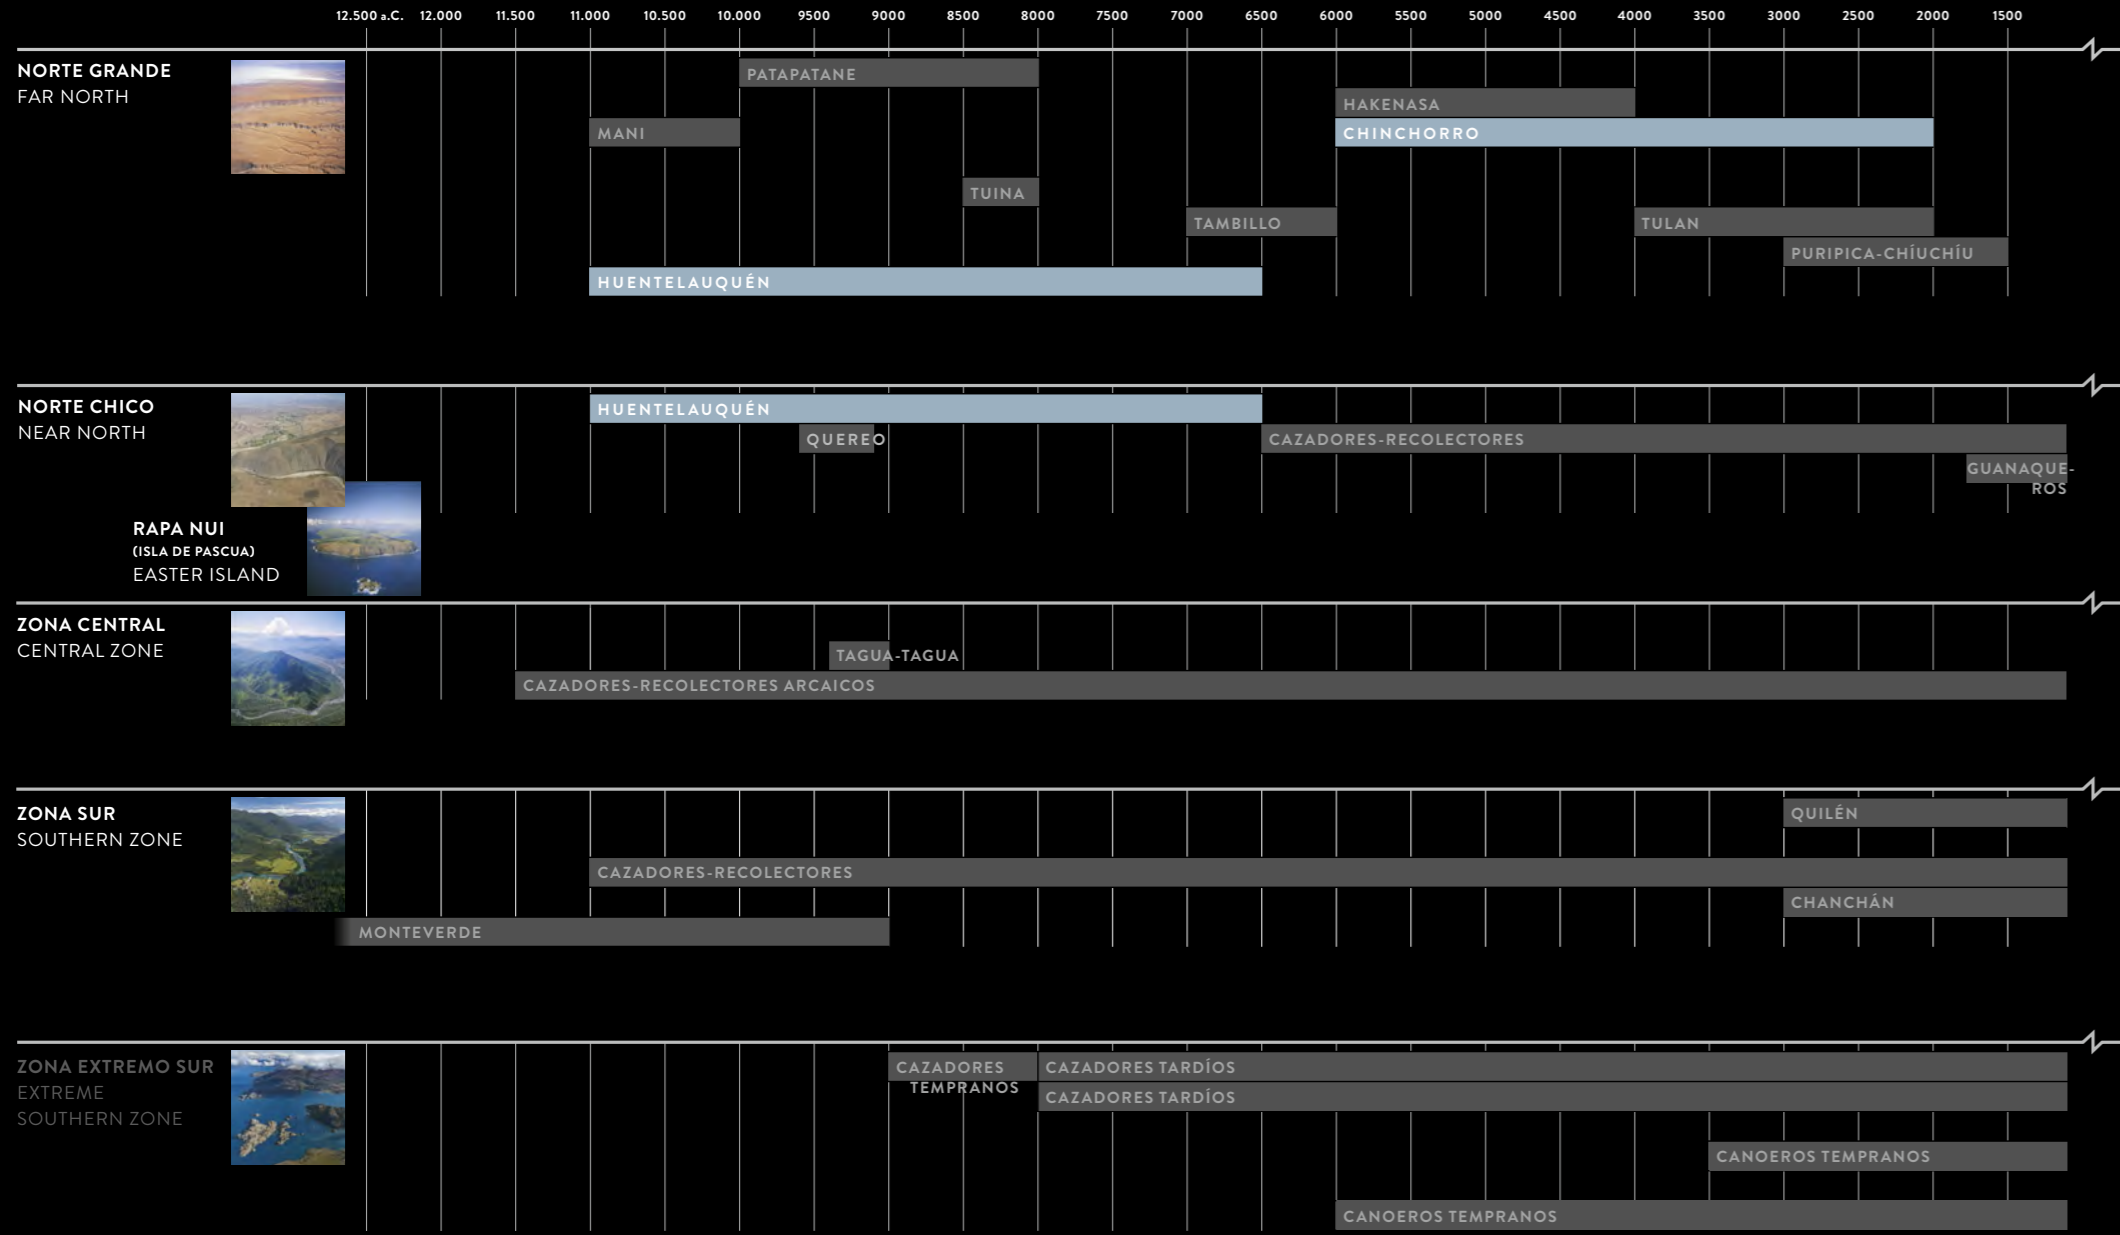 12.500 a.C. 12.000 11.500 11.000 10.500 10.000 9500 9000 8500 8000 7500 7000 6500 6000 5500 5000 4500 4000 3500 3000 2500 2000 1500
NORTE GRANDE
FAR NORTH
PATAPATANE
HAKENASA
MANI
CHINCHORRO
TUINA
TAMBILLO
TULAN
PURIPICA-CHÍUCHÍU
HUENTELAUQUÉN
NORTE CHICO
NEAR NORTH
HUENTELAUQUÉN
QUEREO
CAZADORES-RECOLECTORES
GUANAQUE-
ROS
RAPA NUI
(ISLA DE PASCUA)
EASTER ISLAND
ZONA CENTRAL
CENTRAL ZONE
TAGUA-TAGUA
CAZADORES-RECOLECTORES ARCAICOS
ZONA SUR
SOUTHERN ZONE
QUILÉN
CAZADORES-RECOLECTORES
CHANCHÁN
MONTEVERDE
ZONA EXTREMO SUR
EXTREME
SOUTHERN ZONE
CAZADORES
TEMPRANOS
CAZADORES TARDÍOS
CAZADORES TARDÍOS
CANOEROS TEMPRANOS
CANOEROS TEMPRANOS